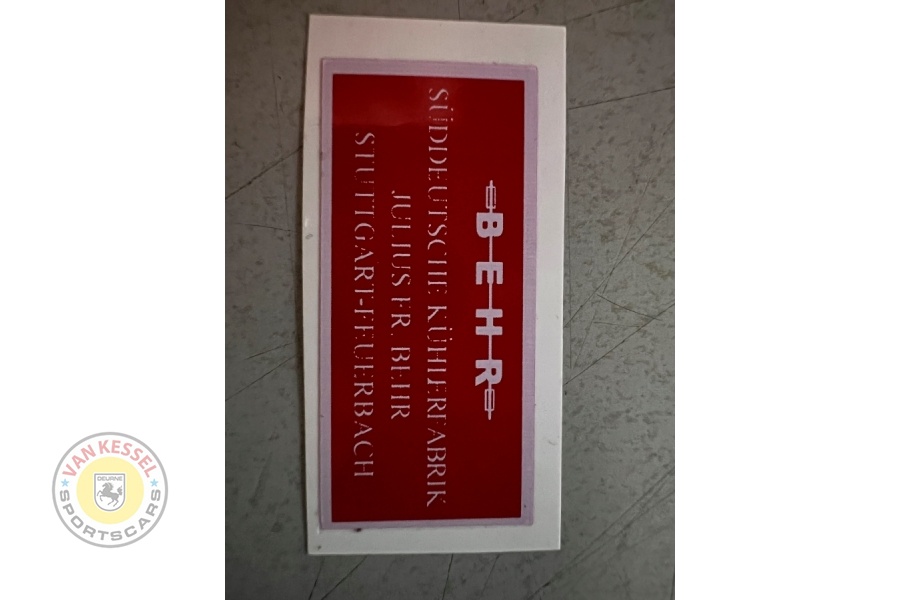 BEHR
SÜDDEUTSCHE KÜHLERFABRIK
JULIUS FR. BEHR
STUTTGART-FEUERBACH
VAN KESSEL
DEURNE
SPORTSCARS